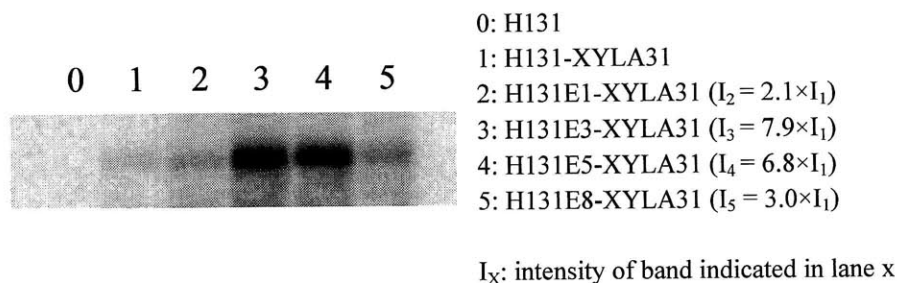 0 1 2 3 4 5
0: H131
1: H131-XYLA31
2: H131E1-XYLA31 (I₂ = 2.1×I₁)
3: H131E3-XYLA31 (I₃ = 7.9×I₁)
4: H131E5-XYLA31 (I₄ = 6.8×I₁)
5: H131E8-XYLA31 (I₅ = 3.0×I₁)
Iₓ: intensity of band indicated in lane x